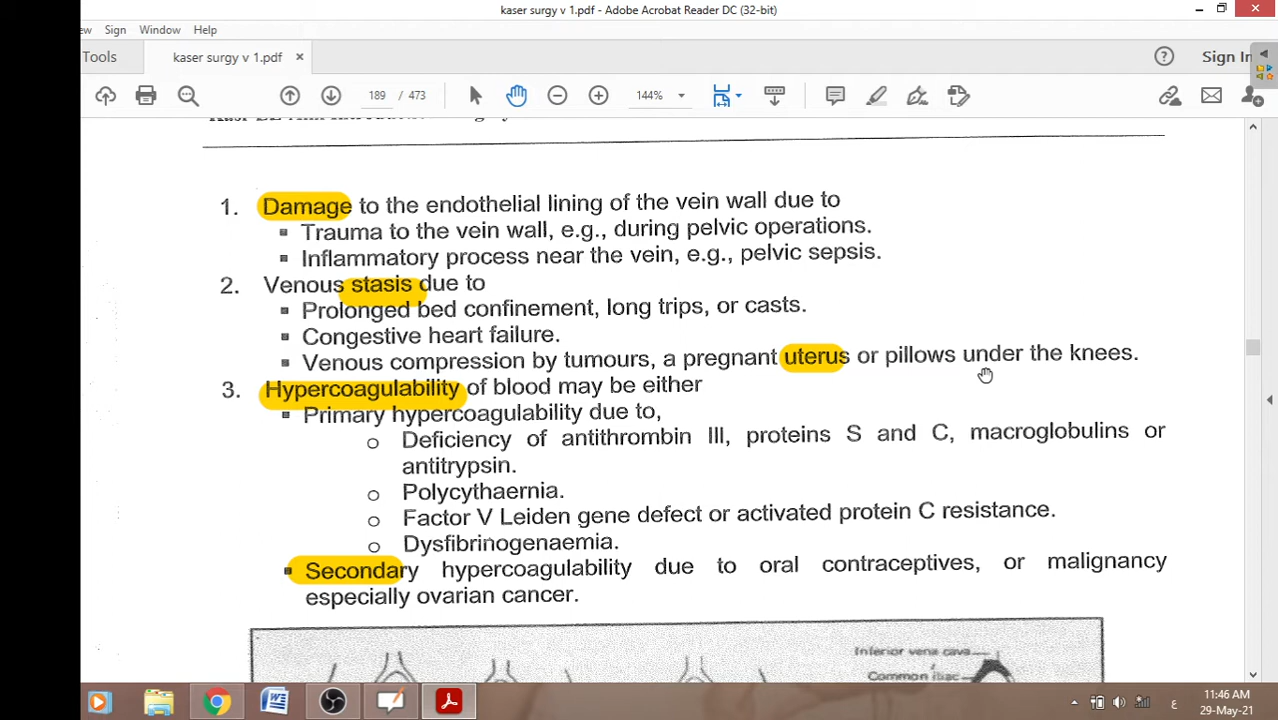 kaser surgy v 1.pdf - Adobe Acrobat Reader DC (32-bit)
Sign Window Help
Tools kaser surgy v 1.pdf × Sign In
189 / 473 144%
1. Damage to the endothelial lining of the vein wall due to
▪ Trauma to the vein wall, e.g., during pelvic operations.
▪ Inflammatory process near the vein, e.g., pelvic sepsis.
2. Venous stasis due to
▪ Prolonged bed confinement, long trips, or casts.
▪ Congestive heart failure.
▪ Venous compression by tumours, a pregnant uterus or pillows under the knees.
3. Hypercoagulability of blood may be either
▪ Primary hypercoagulability due to,
o Deficiency of antithrombin III, proteins S and C, macroglobulins or
antitrypsin.
o Polycythaernia.
o Factor V Leiden gene defect or activated protein C resistance.
o Dysfibrinogenaemia.
▪ Secondary hypercoagulability due to oral contraceptives, or malignancy
especially ovarian cancer.
Inferior vena cava
Common iliac
ع 11:46 AM
29-May-21